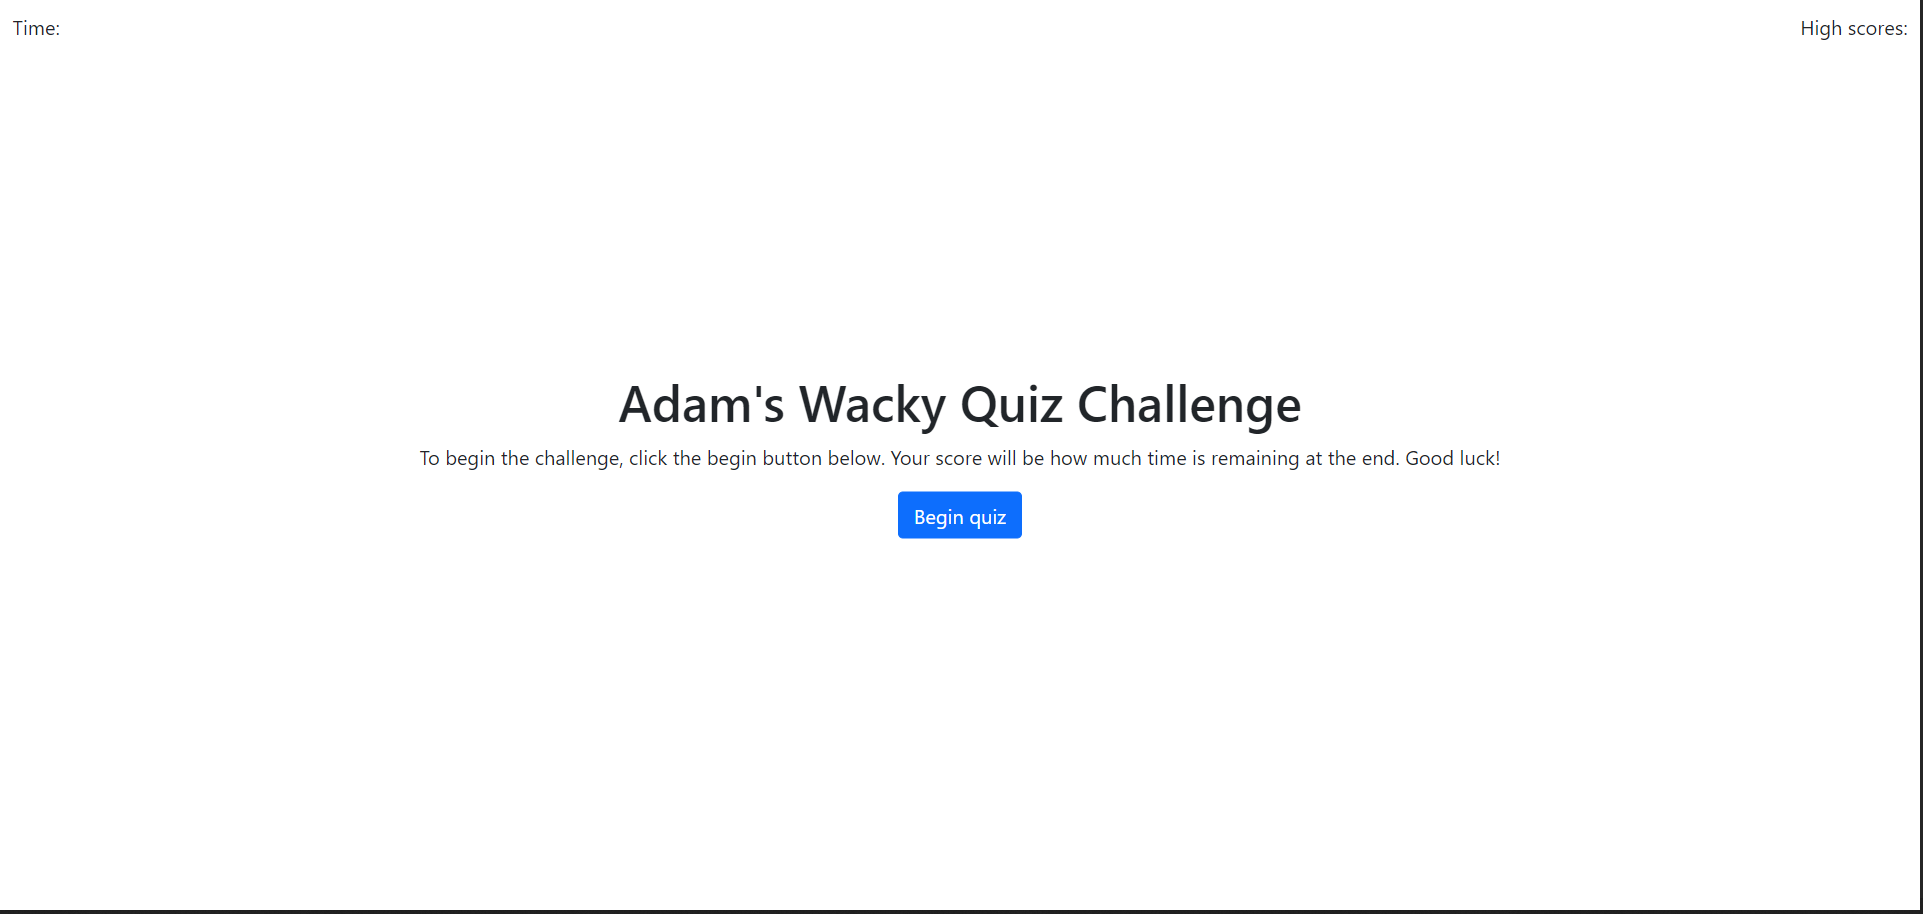 Time:
High scores:
Adam's Wacky Quiz Challenge
To begin the challenge, click the begin button below. Your score will be how much time is remaining at the end. Good luck!
Begin quiz